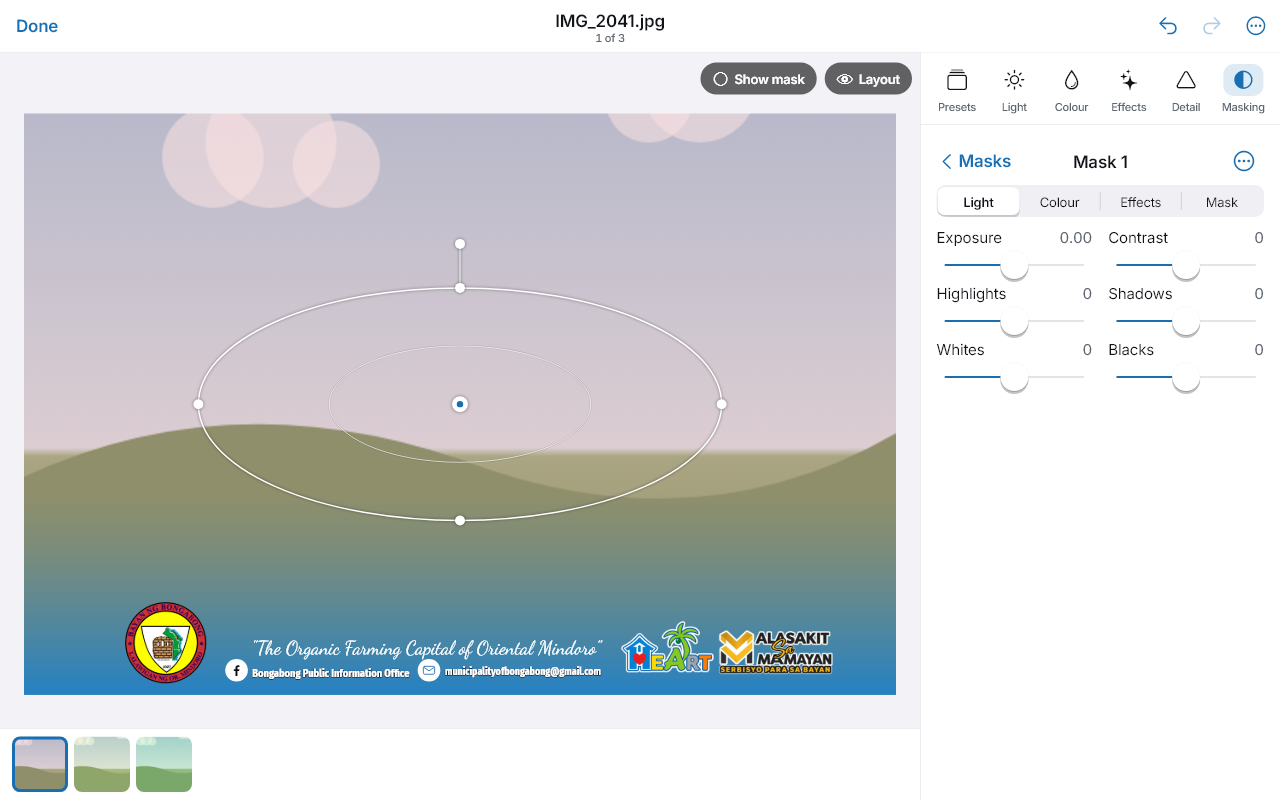 Done
IMG_2041.jpg
1 of 3
Show mask
Layout
Presets
Light
Colour
Effects
Detail
Masking
Masks
Mask 1
Light
Colour
Effects
Mask
Exposure 0.00
Contrast 0
Highlights 0
Shadows 0
Whites 0
Blacks 0
BAYAN NG BONGABONG
"The Organic Farming Capital of Oriental Mindoro"
Bongabong Public Information Office
municipalityofbongabong@gmail.com
HEART
MALASAKIT
Sa
MAMAYAN
SERBISYO PARA SA BAYAN